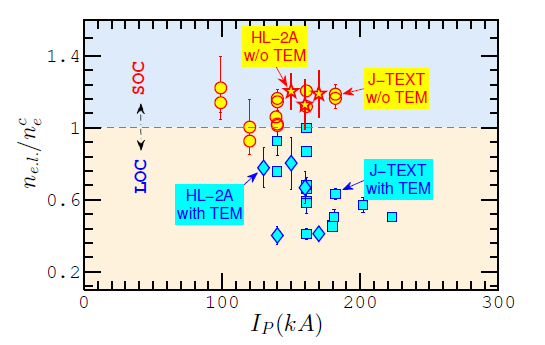 1.4
1
0.6
0.2
n_{e.l.}/n_e^c
SOC
LOC
HL-2A
w/o TEM
J-TEXT
w/o TEM
HL-2A
with TEM
J-TEXT
with TEM
0 100 200 300
I_P(kA)